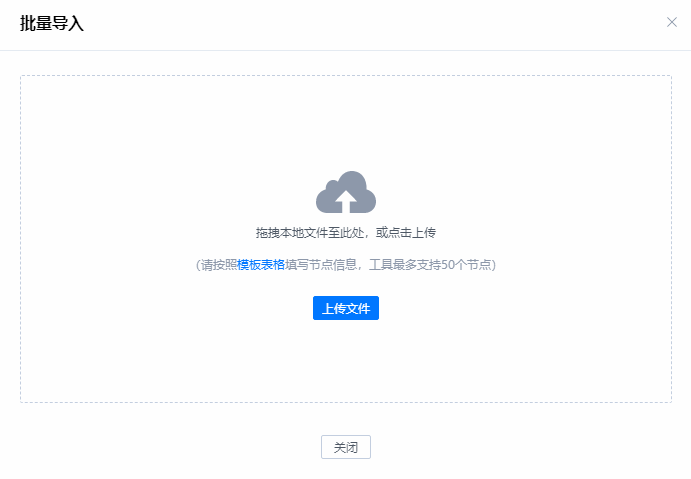 批量导入
拖拽本地文件至此处，或点击上传
（请按照模板表格填写节点信息，工具最多支持50个节点）
上传文件
关闭